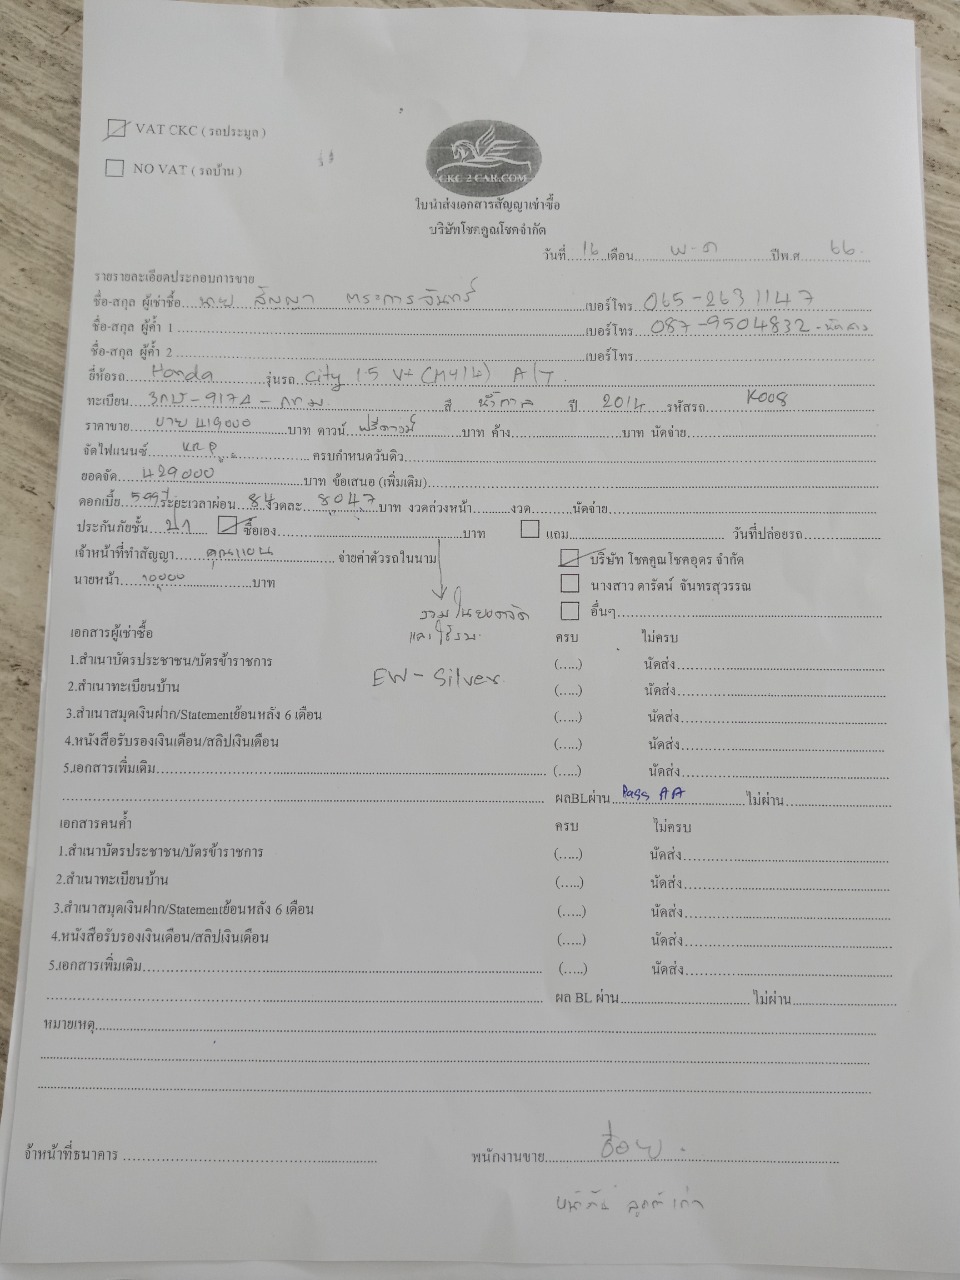 VAT CKC ( รถประมูล )
NO VAT ( รถบ้าน )
CKC 2 CAR.COM
ใบนำส่งเอกสารสัญญาเช่าซื้อ
บริษัทโชคคูณโชคจำกัด
วันที่ 16 เดือน พ-ค ปีพ.ศ 66
รายรายละเอียดประกอบการขาย
ชื่อ-สกุล ผู้เช่าซื้อ นาย สัญญา ตระการจันทร์ เบอร์โทร 065-2631147
ชื่อ-สกุล ผู้ค้ำ 1 เบอร์โทร 087-9504832 -
ชื่อ-สกุล ผู้ค้ำ 2 เบอร์โทร
ยี่ห้อรถ Honda รุ่นรถ City 1.5 V+ (MY14) A/T
ทะเบียน - กทม สี ปี 2014 รหัสรถ K008
ราคาขาย ขาย 419000 บาท ดาวน์ ฟรีดาวน์ บาท ค้าง บาท นัดจ่าย
จัดไฟแนนซ์ ครบกำหนดวันดิว
ยอดจัด 429000 บาท ข้อเสนอ (เพิ่มเติม)
ดอกเบี้ย ระยะเวลาผ่อน 84 งวดละ 8047 บาท งวดล่วงหน้า งวด นัดจ่าย
ประกันภัยชั้น ป1 ซื้อเอง บาท แถม วันที่ปล่อยรถ
เจ้าหน้าที่ทำสัญญา จ่ายค่าตัวรถในนาม บริษัท โชคคูณโชคอุดร จำกัด
นายหน้า 10000 บาท นางสาว ดารัตน์ จันทรสุวรรณ
รวมในยอดจัด อื่นๆ
เอกสารผู้เช่าซื้อ ครบ ไม่ครบ
1.สำเนาบัตรประชาชน/บัตรข้าราชการ (.....) นัดส่ง
EW - Silver
2.สำเนาทะเบียนบ้าน (.....) นัดส่ง
3.สำเนาสมุดเงินฝาก/Statementย้อนหลัง 6 เดือน (.....) นัดส่ง
4.หนังสือรับรองเงินเดือน/สลิปเงินเดือน (.....) นัดส่ง
5.เอกสารเพิ่มเติม (.....) นัดส่ง
ผลBLผ่าน Pass AA ไม่ผ่าน
เอกสารคนค้ำ ครบ ไม่ครบ
1.สำเนาบัตรประชาชน/บัตรข้าราชการ (.....) นัดส่ง
2.สำเนาทะเบียนบ้าน (.....) นัดส่ง
3.สำเนาสมุดเงินฝาก/Statementย้อนหลัง 6 เดือน (.....) นัดส่ง
4.หนังสือรับรองเงินเดือน/สลิปเงินเดือน (.....) นัดส่ง
5.เอกสารเพิ่มเติม (.....) นัดส่ง
ผล BL ผ่าน ไม่ผ่าน
หมายเหตุ
จ้าหน้าที่ธนาคาร พนักงานขาย